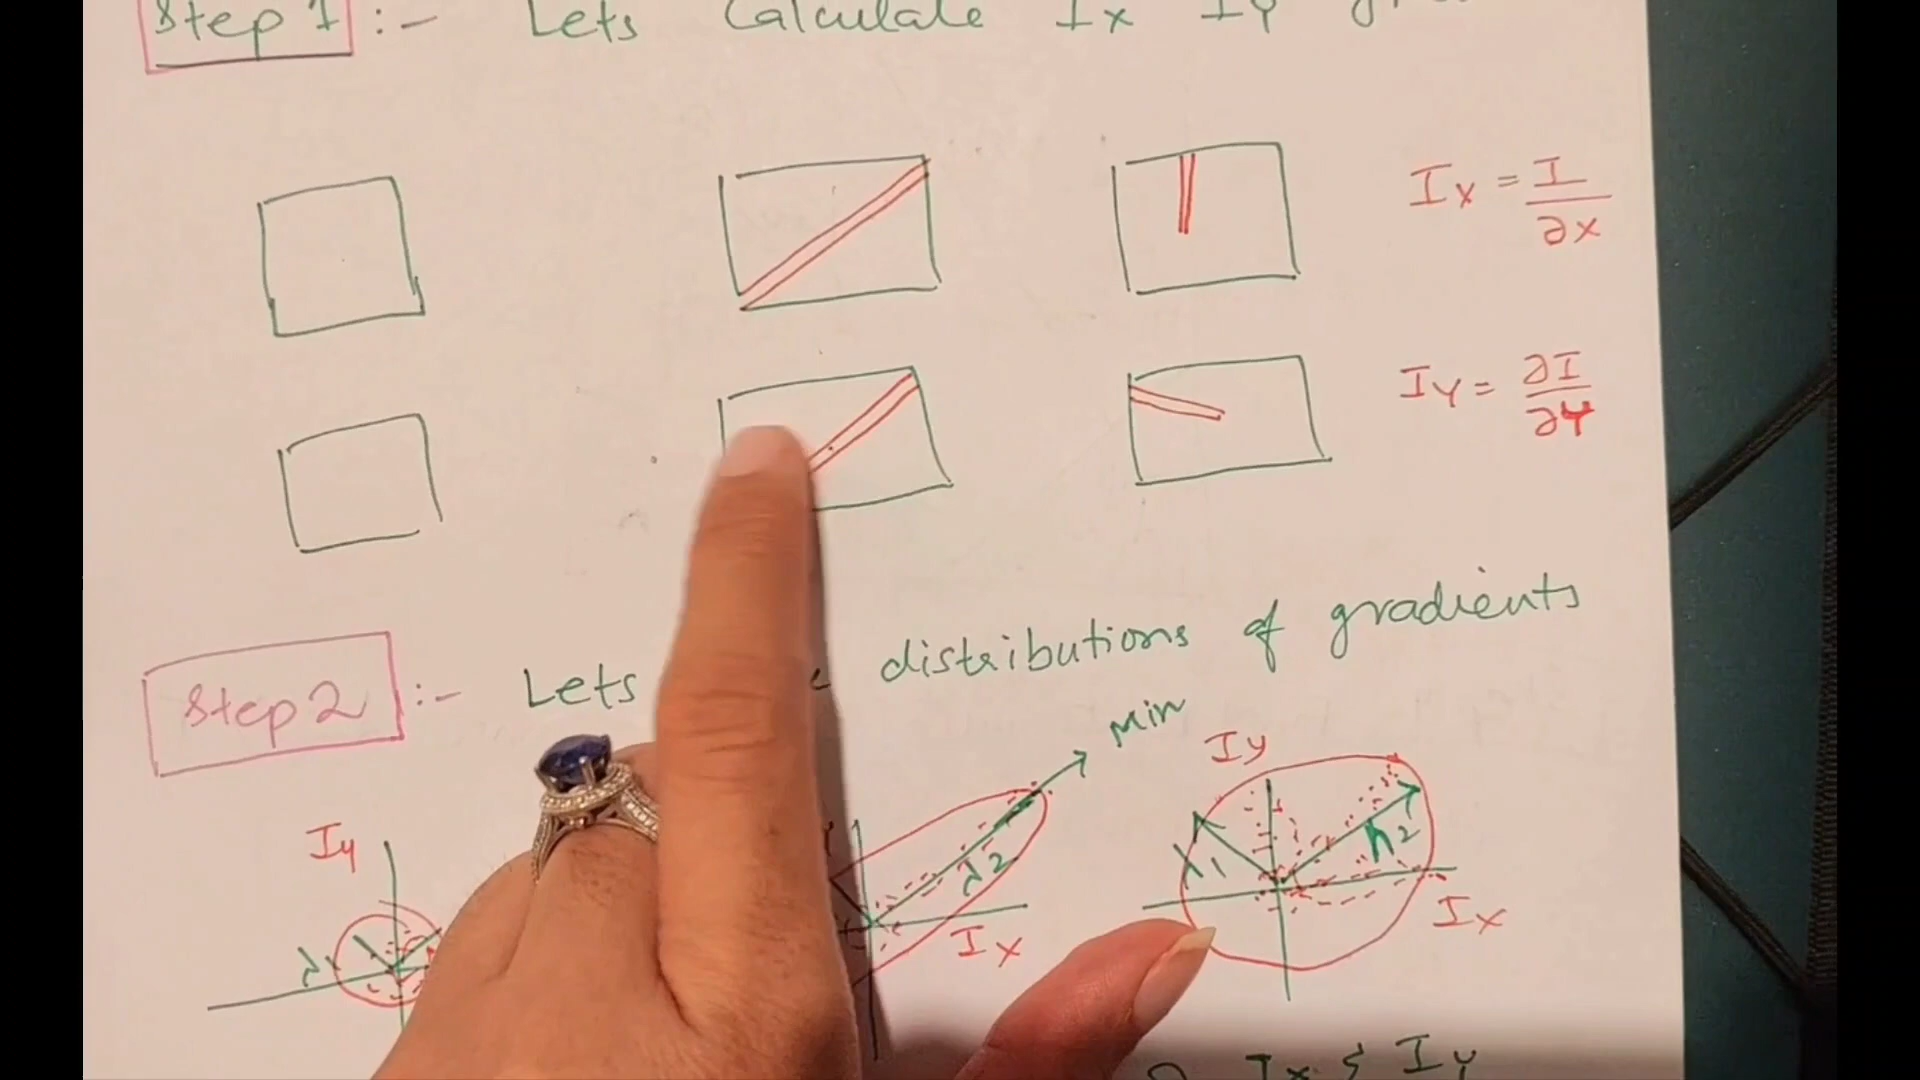 Step 1 :- Lets Calculate Ix Iy
Ix = I / ∂x
Iy = ∂I / ∂Y
Step 2 :- Lets distributions of gradients
Min
Iy
Iy
λ1
λ2
Ix
λ1
λ2
Ix
Ix & Iy